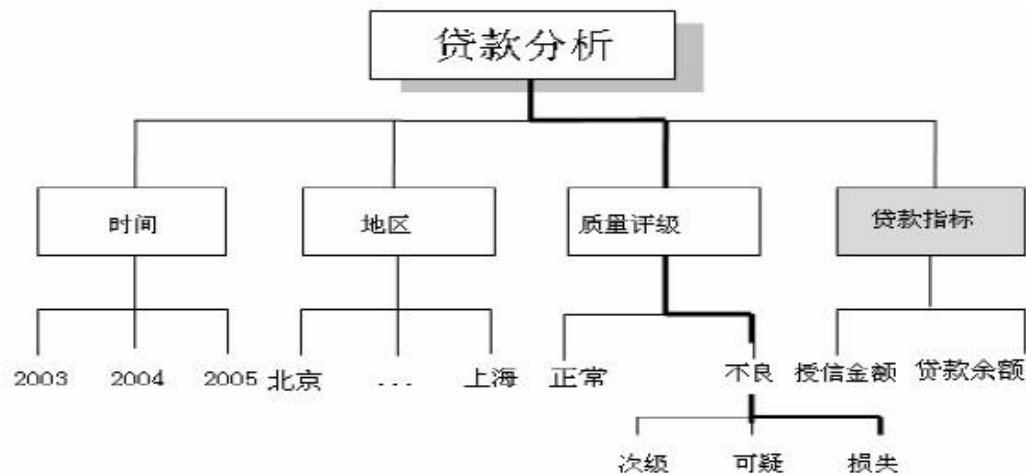 贷款分析
时间
地区
质量评级
贷款指标
2003
2004
2005
北京
...
上海
正常
不良
授信金额
贷款余额
次级
可疑
损失